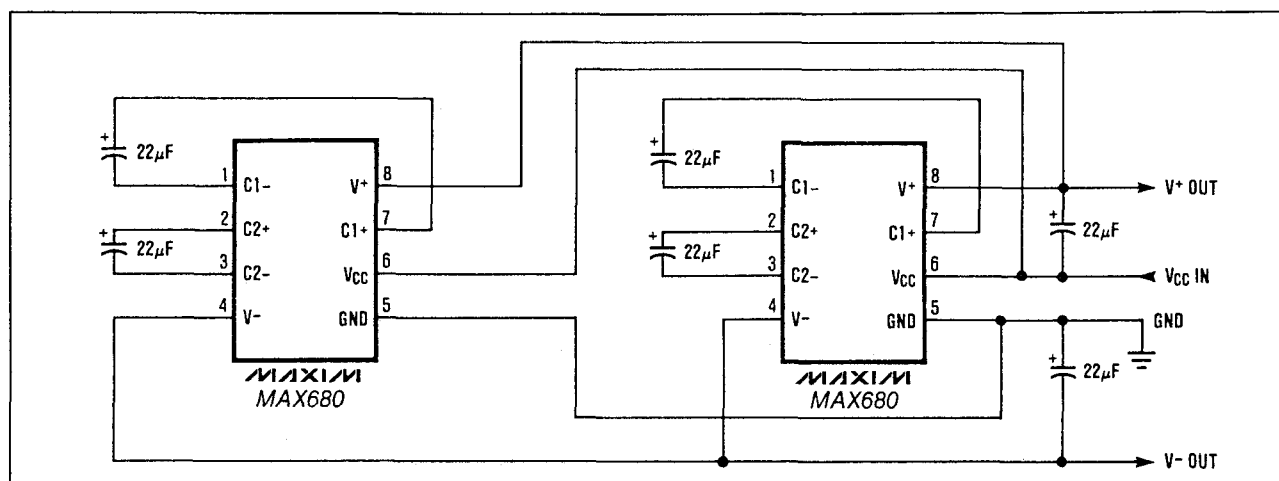 + 22µF
1 C1-
2 C2+
+ 22µF
3 C2-
4 V-
V+ 8
C1+ 7
VCC 6
GND 5
MAXIM
MAX680
+ 22µF
1 C1-
2 C2+
+ 22µF
3 C2-
4 V-
V+ 8
C1+ 7
VCC 6
GND 5
MAXIM
MAX680
V+ OUT
+ 22µF
VCC IN
GND
+ 22µF
V- OUT